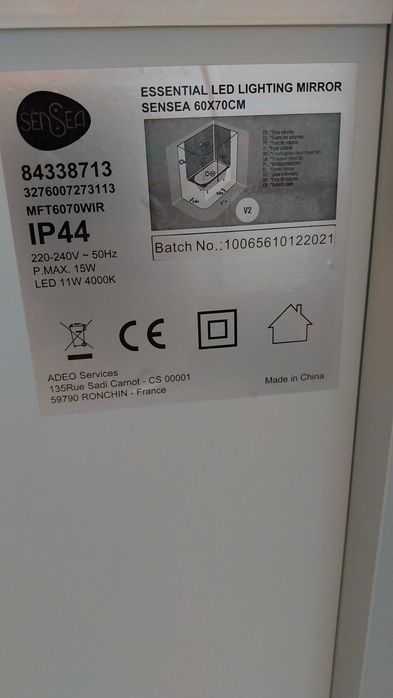 SENSEA
ESSENTIAL LED LIGHTING MIRROR
SENSEA 60X70CM
84338713
3276007273113
MFT6070WIR
IP44
220-240V ~ 50Hz
P.MAX. 15W
LED 11W 4000K
V2
Batch No.:10065610122021
CE
ADEO Services
135Rue Sadi Carnot - CS 00001
59790 RONCHIN - France
Made in China